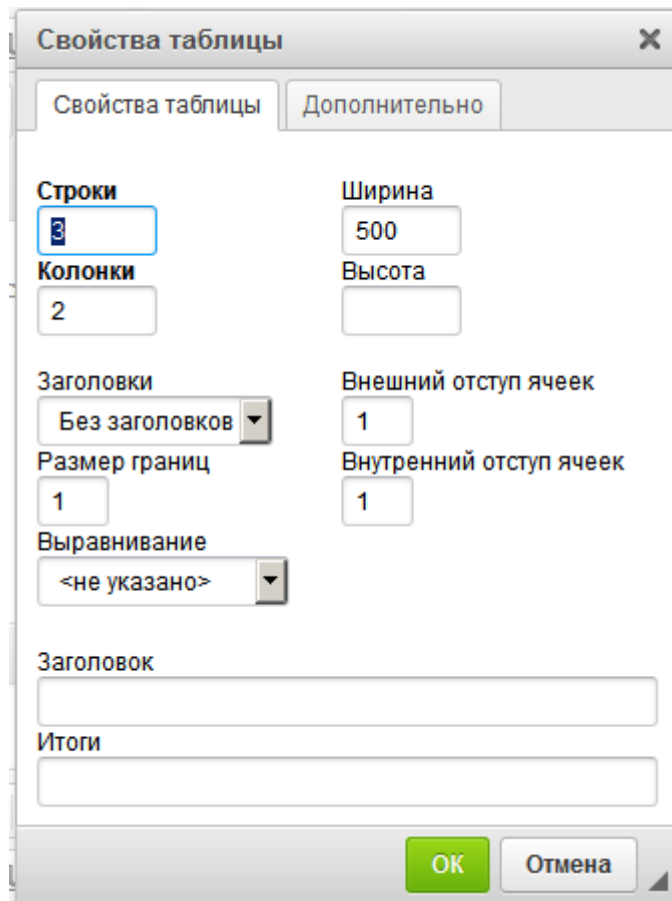 Свойства таблицы
Свойства таблицы Дополнительно
Строки Ширина
3 500
Колонки Высота
2
Заголовки Внешний отступ ячеек
Без заголовков 1
Размер границ Внутренний отступ ячеек
1 1
Выравнивание
<не указано>
Заголовок
Итоги
ОК Отмена